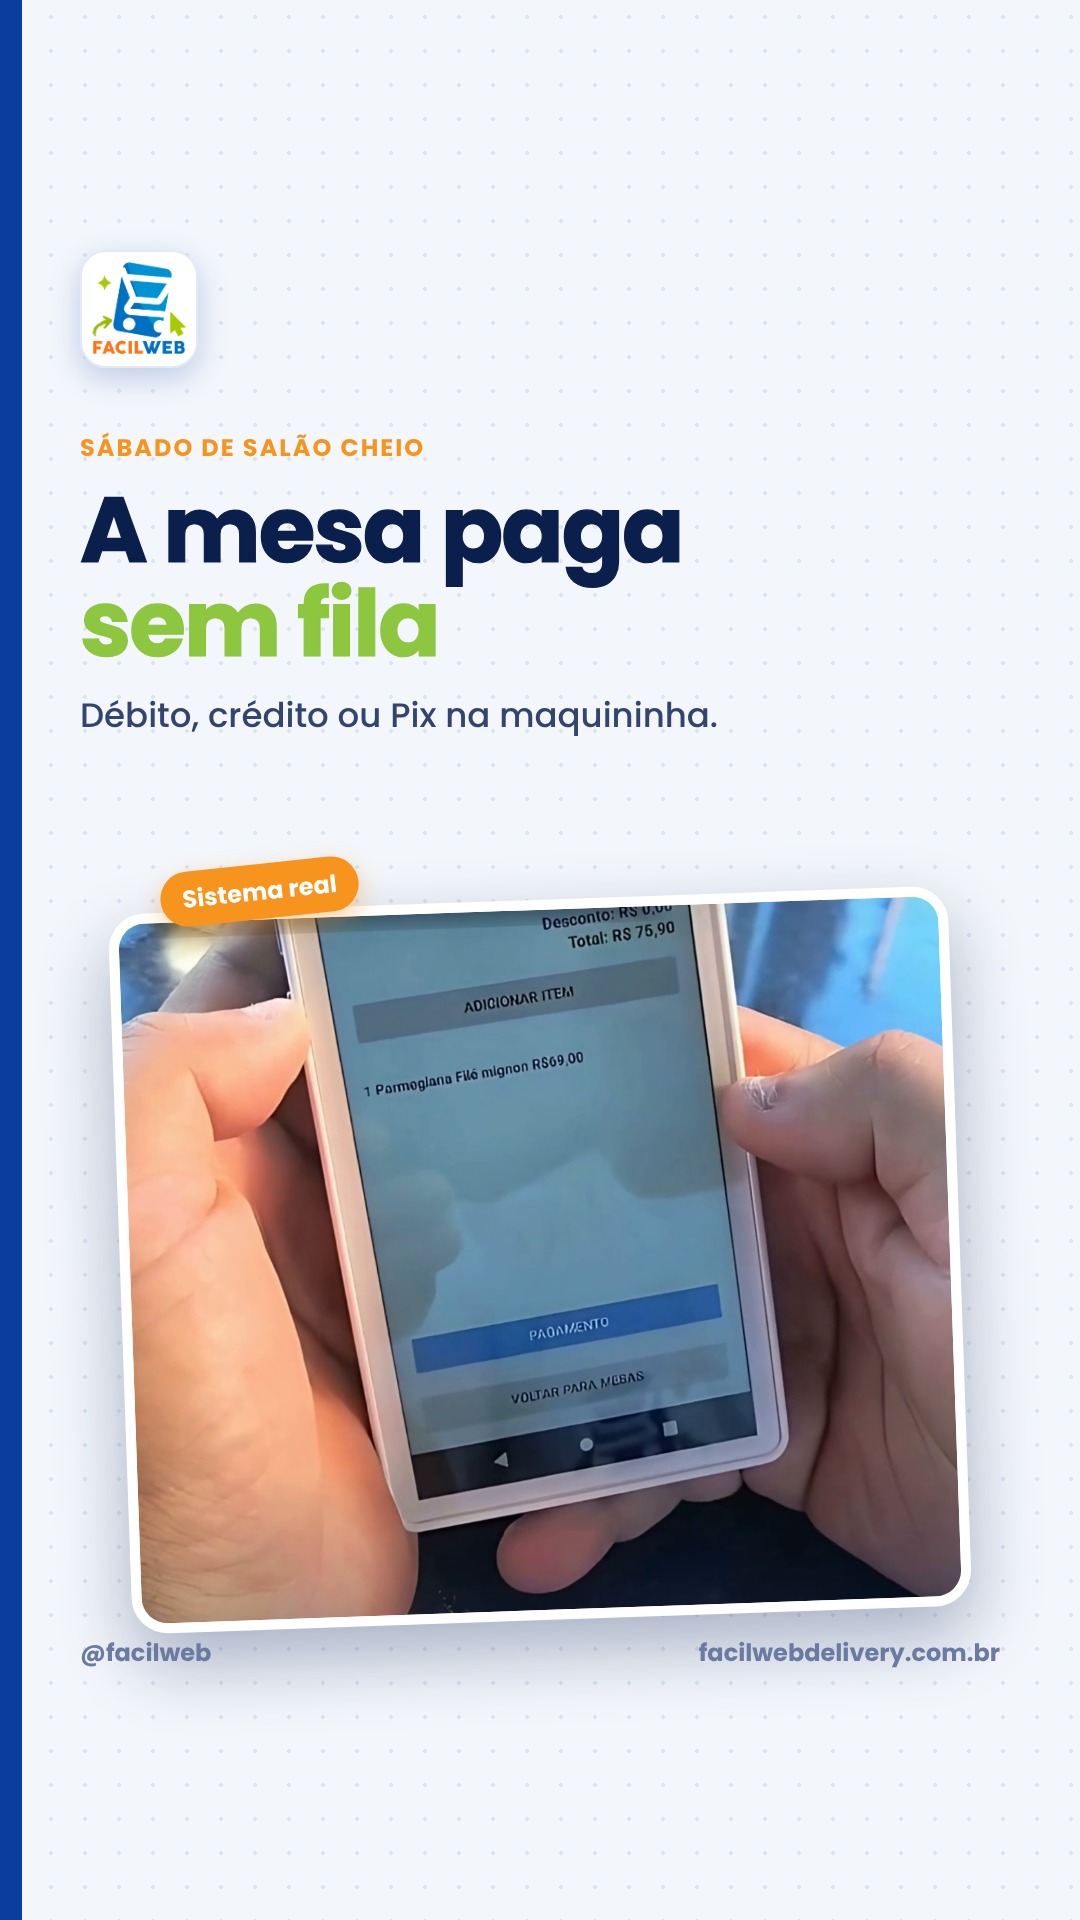 FACILWEB
SÁBADO DE SALÃO CHEIO
A mesa paga
sem fila
Débito, crédito ou Pix na maquininha.
Sistema real
Desconto: R$ 0,00
Total: R$ 75,90
ADICIONAR ITEM
1 Parmegiana Filé mignon R$69,00
PAGAMENTO
VOLTAR PARA MESAS
@facilweb
facilwebdelivery.com.br